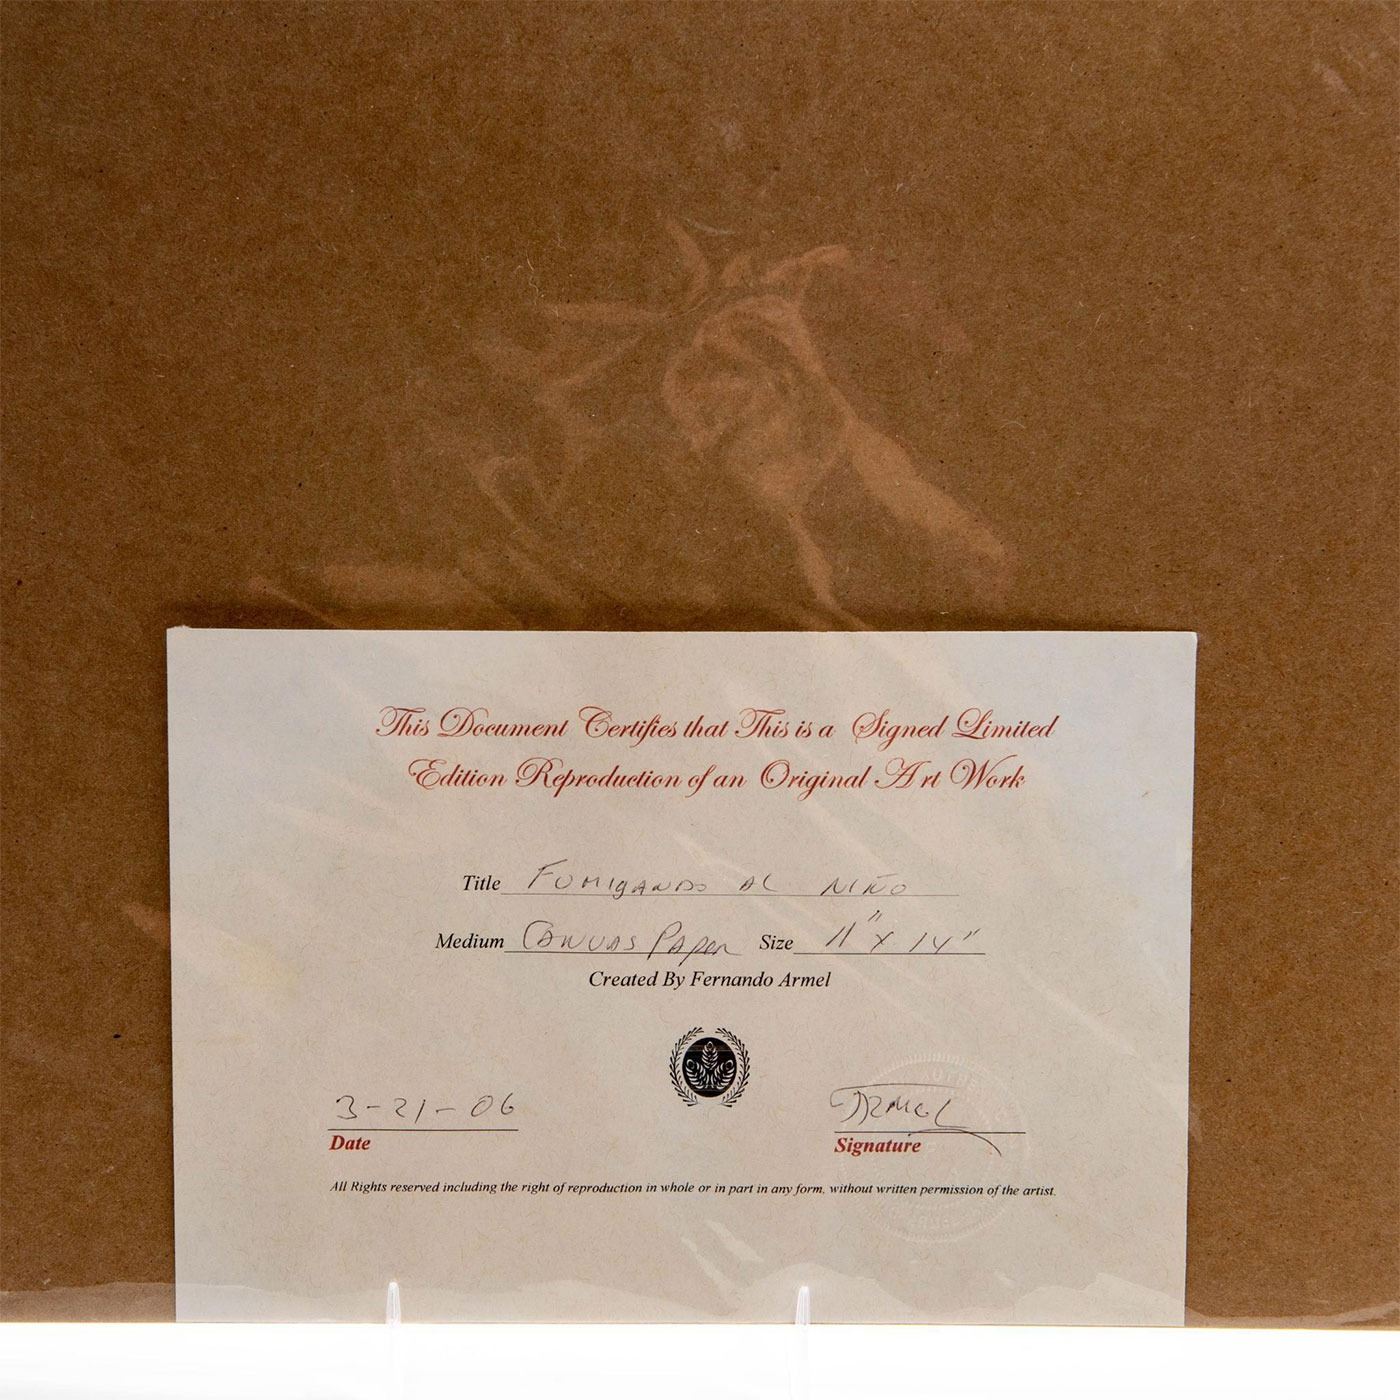 This Document Certifies that This is a Signed Limited
Edition Reproduction of an Original Art Work
Title Fumigando al Niño
Medium Canvas Paper Size 11" x 14"
Created By Fernando Armel
3-21-06 Armel
Date Signature
All Rights reserved including the right of reproduction in whole or in part in any form, without written permission of the artist.